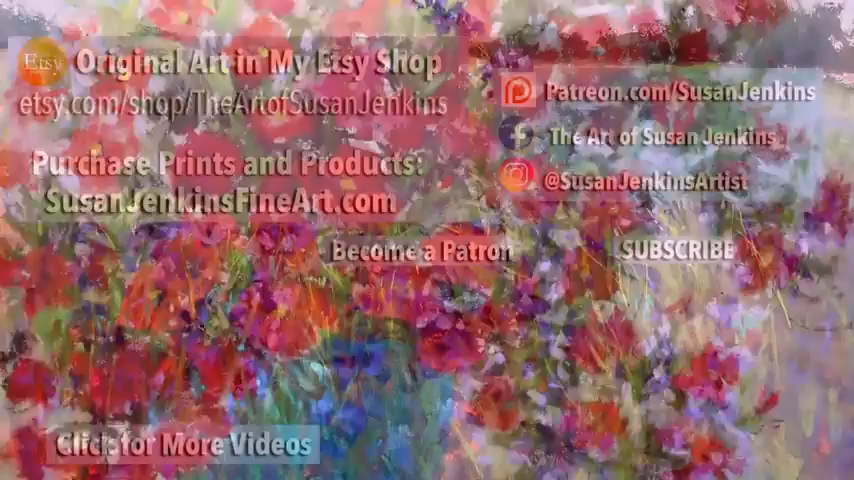 Etsy
Original Art in My Etsy Shop
etsy.com/shop/TheArtofSusanJenkins
Purchase Prints and Products:
SusanJenkinsFineArt.com
Patreon.com/SusanJenkins
The Art of Susan Jenkins
@SusanJenkinsArtist
Become a Patron
SUBSCRIBE
Click for More Videos